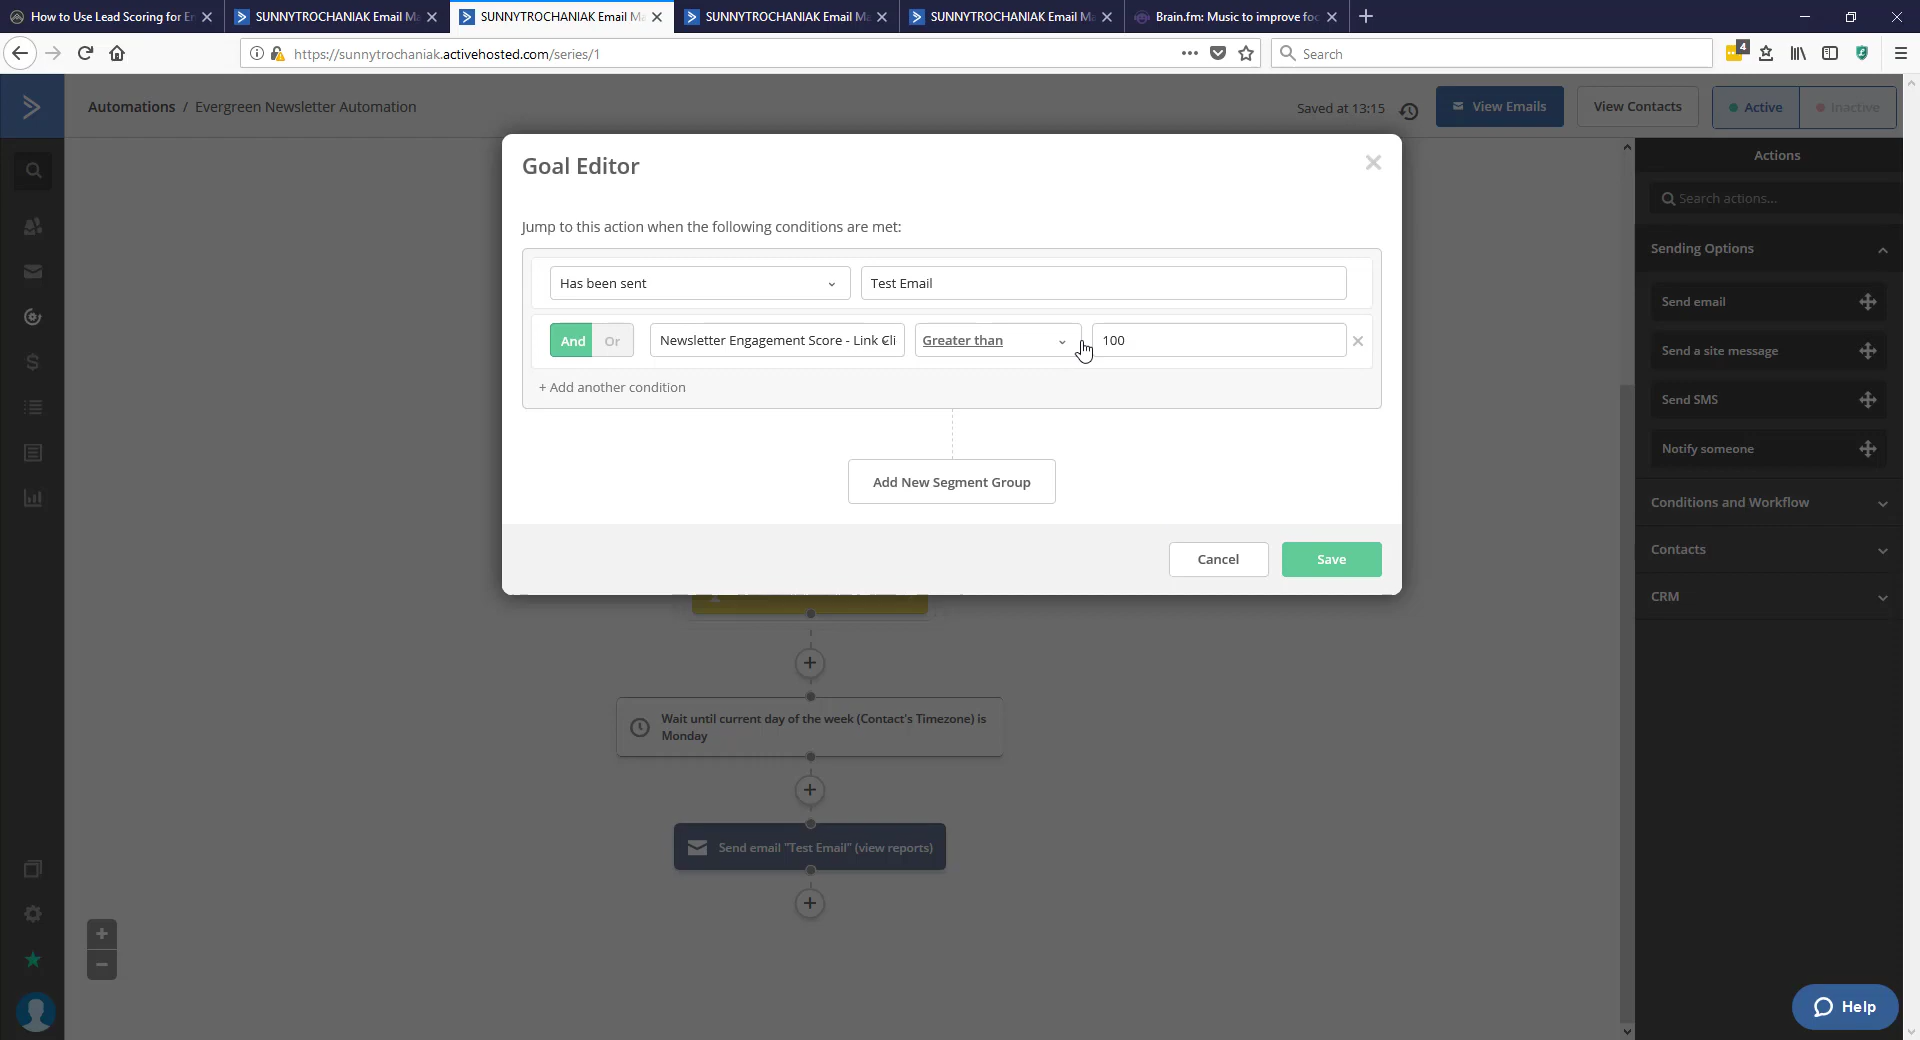 How to Use Lead Scoring for En
SUNNYTROCHANIAK Email Ma
SUNNYTROCHANIAK Email Ma
SUNNYTROCHANIAK Email Ma
SUNNYTROCHANIAK Email Ma
Brain.fm: Music to improve foc
https://sunnytrochaniak.activehosted.com/series/1
Search
4
Automations / Evergreen Newsletter Automation
Saved at 13:15
View Emails
View Contacts
Active
Inactive
Goal Editor
Jump to this action when the following conditions are met:
Has been sent
Test Email
And
Or
Newsletter Engagement Score - Link Cli
Greater than
100
+ Add another condition
Add New Segment Group
Cancel
Save
Wait until current day of the week (Contact's Timezone) is
Monday
Send email "Test Email" (view reports)
Actions
Search actions...
Sending Options
Send email
Send a site message
Send SMS
Notify someone
Conditions and Workflow
Contacts
CRM
Help